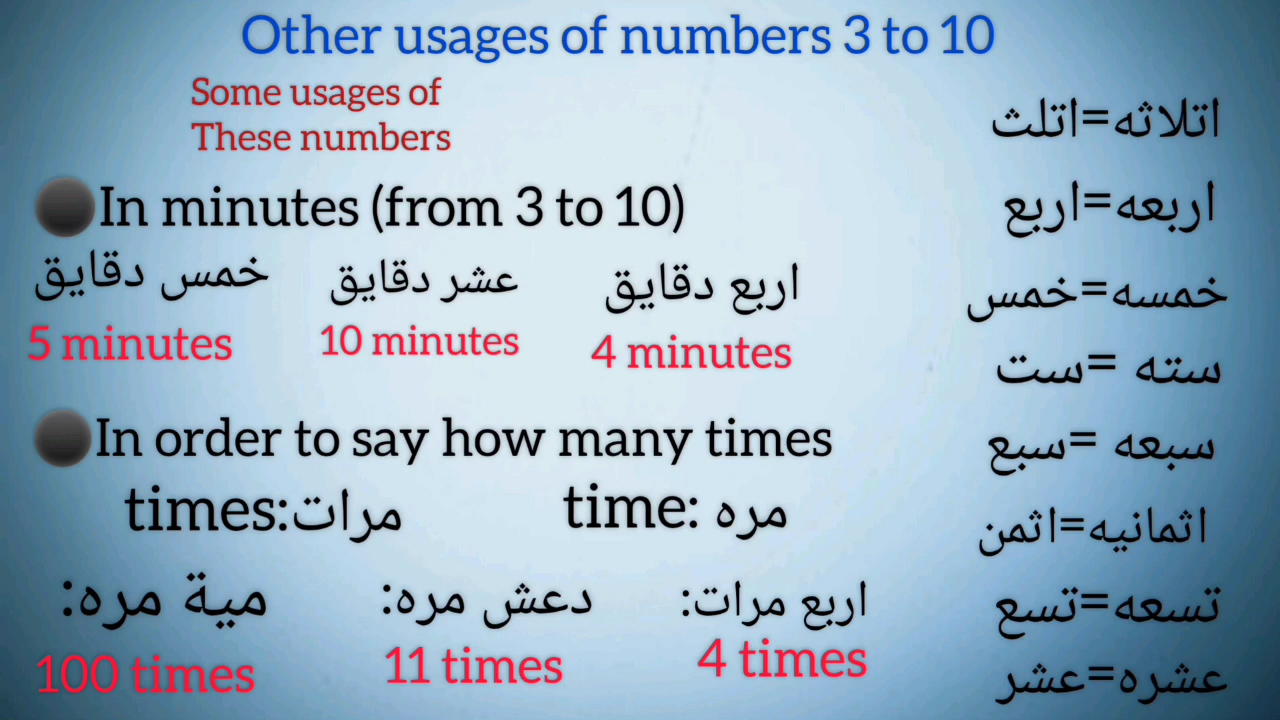 Other usages of numbers 3 to 10
Some usages of
These numbers
In minutes (from 3 to 10)
خمس دقايق
عشر دقايق
اربع دقايق
5 minutes
10 minutes
4 minutes
In order to say how many times
times:مرات
time: مره
مية مره:
دعش مره:
اربع مرات:
100 times
11 times
4 times
اتلاثه=اتلث
اربعه=اربع
خمسه=خمس
سته =ست
سبعه =سبع
اثمانيه=اثمن
تسعه=تسع
عشره=عشر